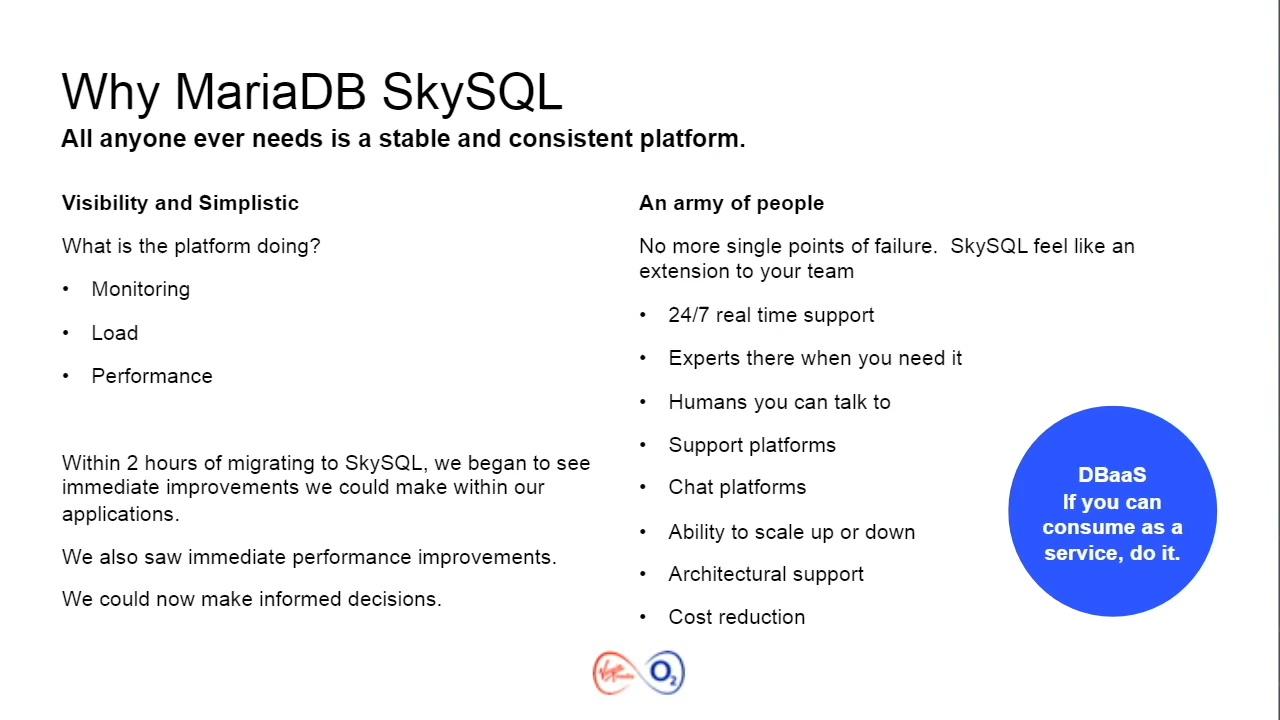 Why MariaDB SkySQL
All anyone ever needs is a stable and consistent platform.
Visibility and Simplistic
What is the platform doing?
• Monitoring
• Load
• Performance
Within 2 hours of migrating to SkySQL, we began to see
immediate improvements we could make within our
applications.
We also saw immediate performance improvements.
We could now make informed decisions.
An army of people
No more single points of failure.  SkySQL feel like an
extension to your team
• 24/7 real time support
• Experts there when you need it
• Humans you can talk to
• Support platforms
• Chat platforms
• Ability to scale up or down
• Architectural support
• Cost reduction
DBaaS
If you can
consume as a
service, do it.
Virgin
media
O2